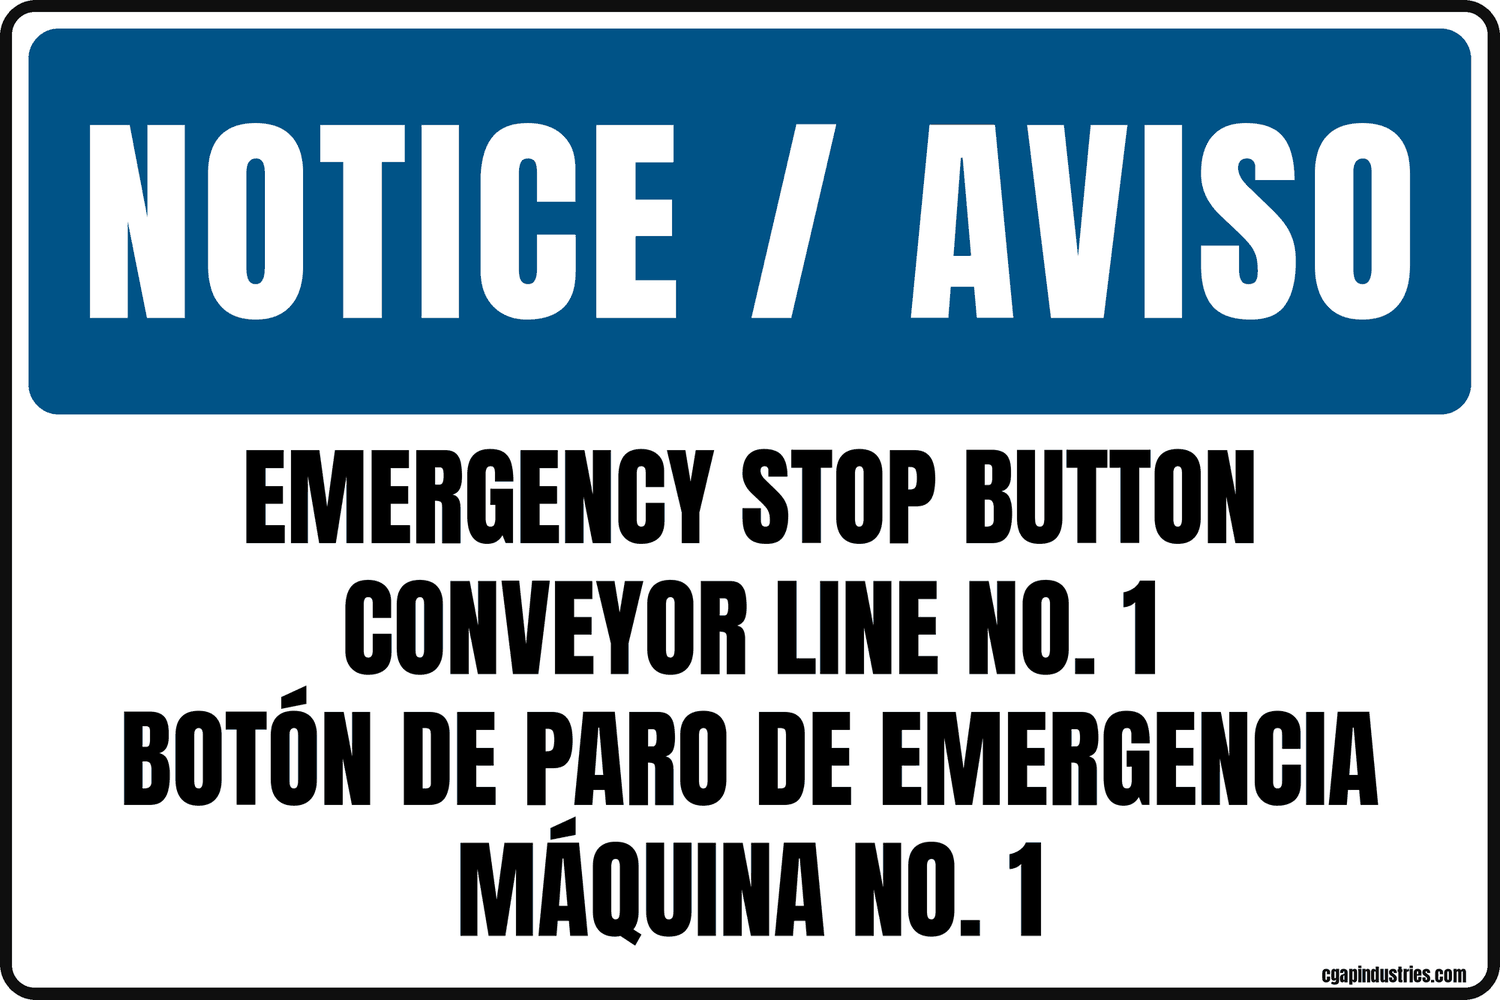 NOTICE / AVISO
EMERGENCY STOP BUTTON
CONVEYOR LINE NO. 1
BOTÓN DE PARO DE EMERGENCIA
MÁQUINA NO. 1
cgapindustries.com